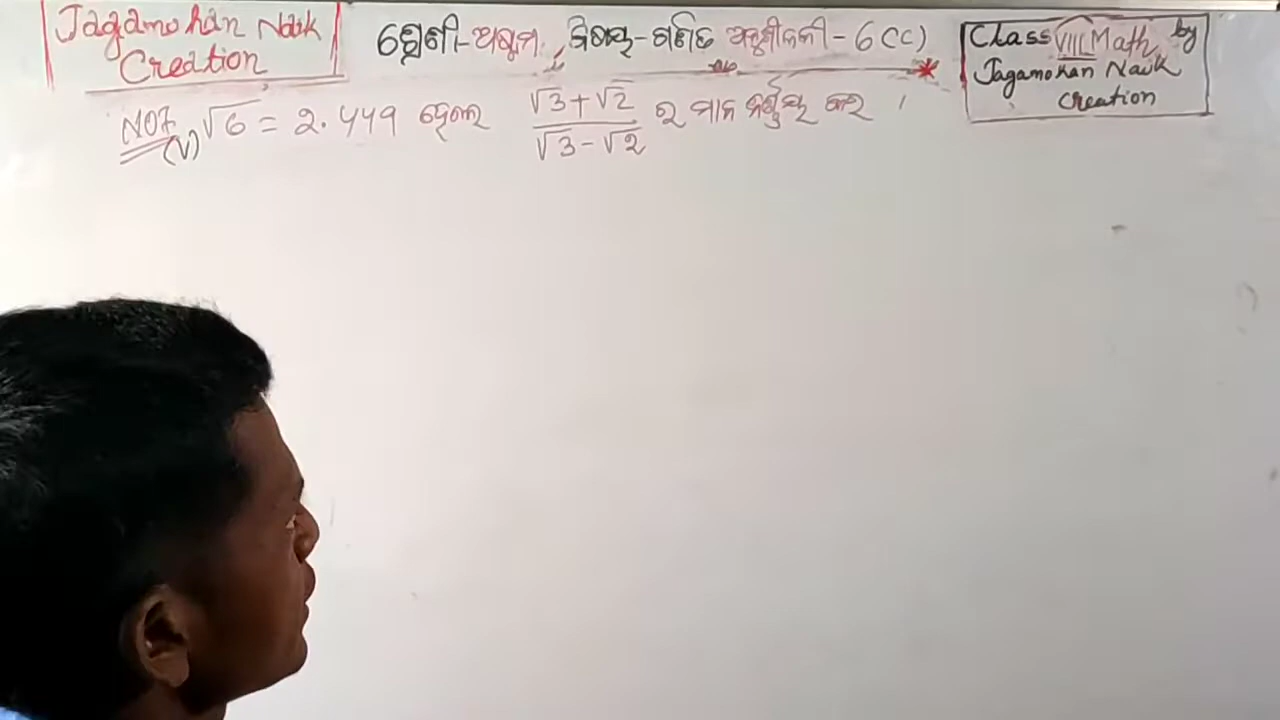 Jagamohan Naik
Creation
ଶ୍ରେଣୀ-ଅଷ୍ଟମ, ବିଷୟ-ଗଣିତ ଅନୁଶୀଳନୀ-6(C)
Class VIII Math by
Jagamohan Naik
Creation
NO7 (V) √6 = 2.449 ହେଲେ (√3+√2)/(√3-√2) ର ମାନ ନିର୍ଣ୍ଣୟ କର ।